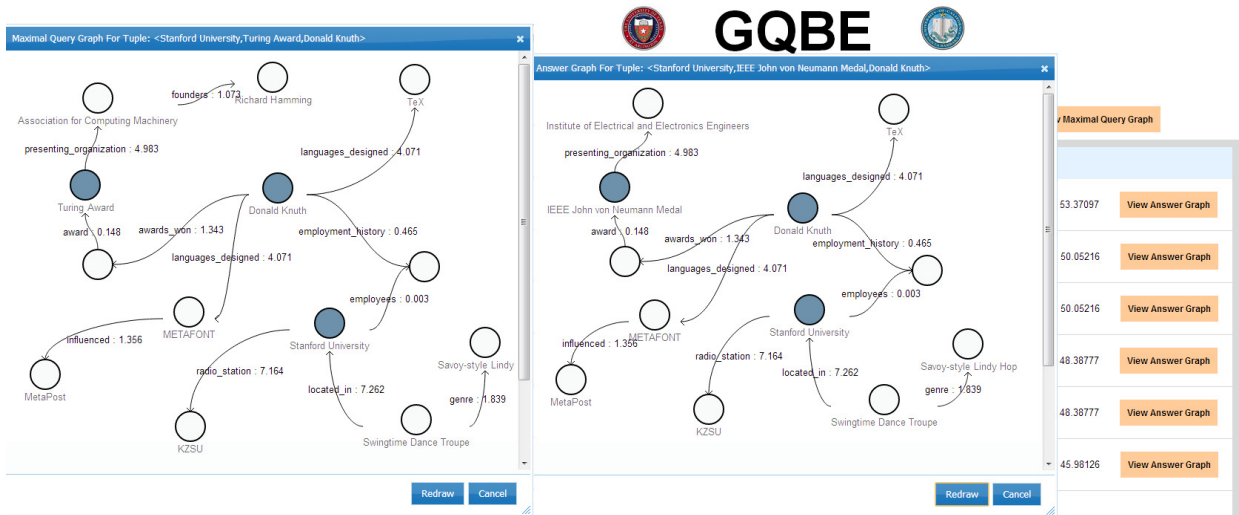 GQBE
Maximal Query Graph For Tuple: <Stanford University,Turing Award,Donald Knuth>
founders : 1.073
Richard Hamming
TeX
Association for Computing Machinery
presenting_organization : 4.983
languages_designed : 4.071
Turing Award
Donald Knuth
award : 0.148
awards_won : 1.343
employment_history : 0.465
languages_designed : 4.071
employees : 0.003
METAFONT
influenced : 1.356
Stanford University
Savoy-style Lindy
radio_station : 7.164
located_in : 7.262
MetaPost
genre : 1.839
Swingtime Dance Troupe
KZSU
Redraw
Cancel
Answer Graph For Tuple: <Stanford University,IEEE John von Neumann Medal,Donald Knuth>
Institute of Electrical and Electronics Engineers
TeX
presenting_organization : 4.983
languages_designed : 4.071
IEEE John von Neumann Medal
Donald Knuth
award : 0.148
awards_won : 1.343
employment_history : 0.465
languages_designed : 4.071
employees : 0.003
METAFONT
Stanford University
influenced : 1.356
radio_station : 7.164
Savoy-style Lindy Hop
located_in : 7.262
MetaPost
genre : 1.839
Swingtime Dance Troupe
KZSU
Redraw
Cancel
Maximal Query Graph
53.37097
View Answer Graph
50.05216
View Answer Graph
50.05216
View Answer Graph
48.38777
View Answer Graph
48.38777
View Answer Graph
45.98126
View Answer Graph